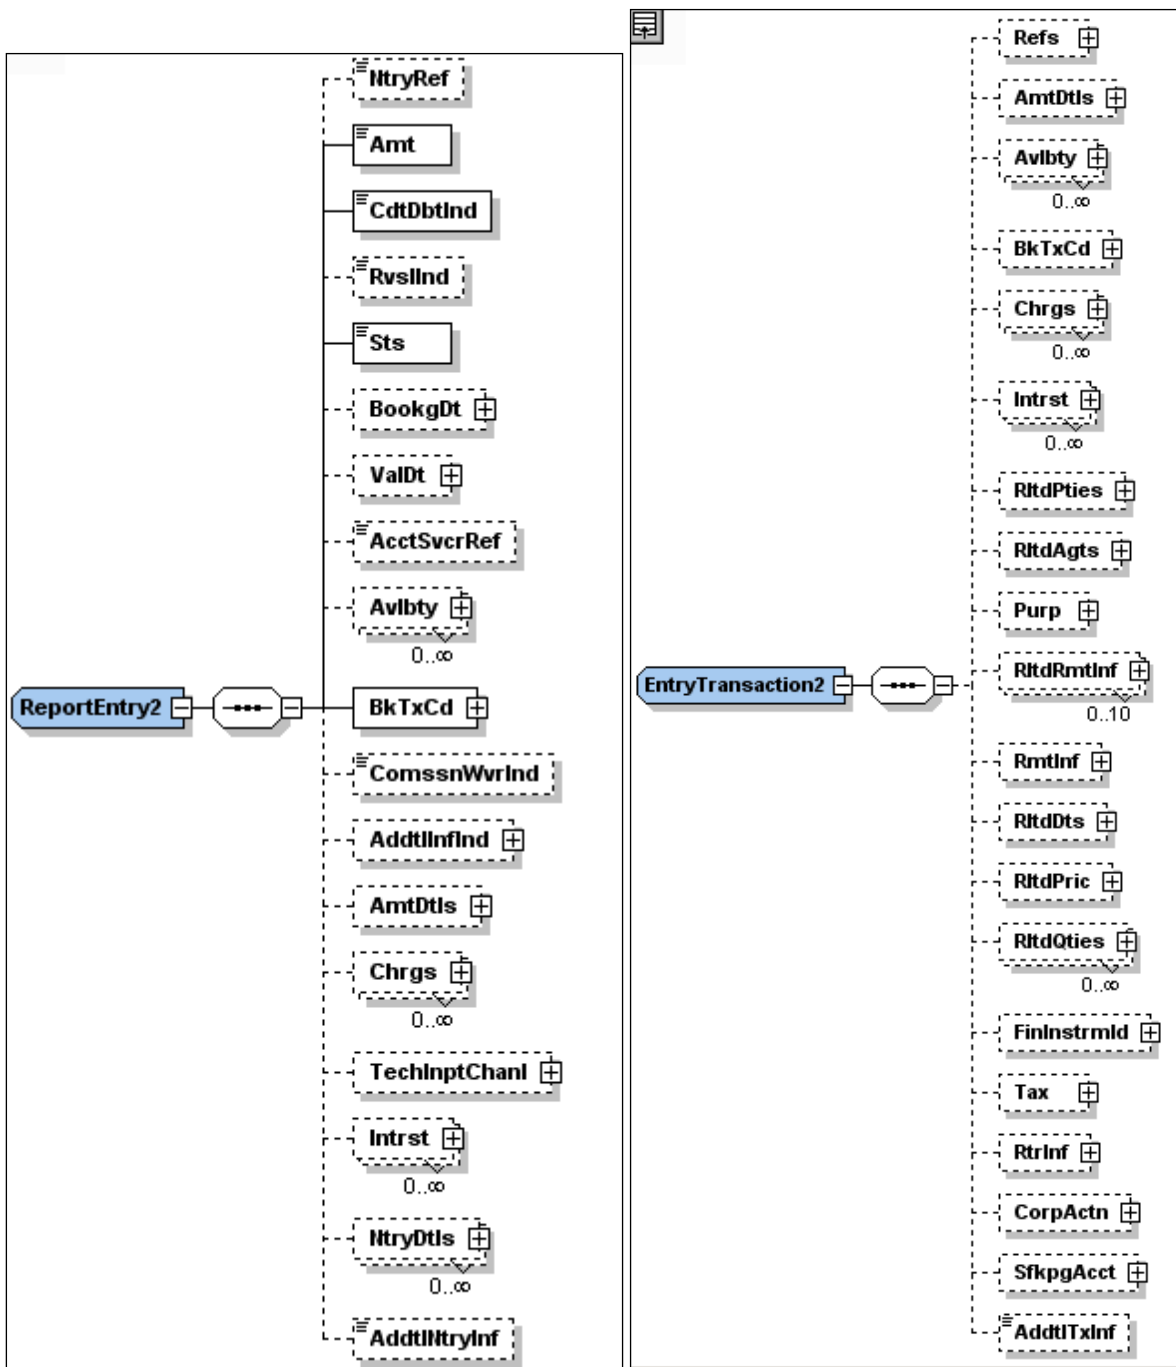 NtryRef
Amt
CdtDbtInd
RvslInd
Sts
BookgDt
ValDt
AcctSvcrRef
Avlbty
0..∞
ReportEntry2
BkTxCd
ComssnWvrInd
AddtlInfInd
AmtDtls
Chrgs
0..∞
TechInptChanl
Intrst
0..∞
NtryDtls
0..∞
AddtlNtryInf
Refs
AmtDtls
Avlbty
0..∞
BkTxCd
Chrgs
0..∞
Intrst
0..∞
RltdPties
RltdAgts
Purp
RltdRmtInf
0..10
EntryTransaction2
RmtInf
RltdDts
RltdPric
RltdQties
0..∞
FinInstrmId
Tax
RtrInf
CorpActn
SfkpgAcct
AddtlTxInf